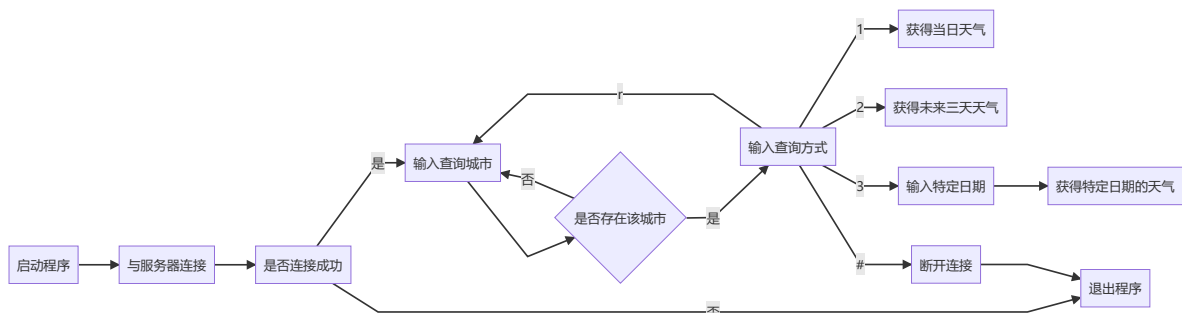 启动程序
与服务器连接
是否连接成功
是
否
输入查询城市
是否存在该城市
否
是
输入查询方式
r
1
获得当日天气
2
获得未来三天天气
3
输入特定日期
获得特定日期的天气
#
断开连接
退出程序